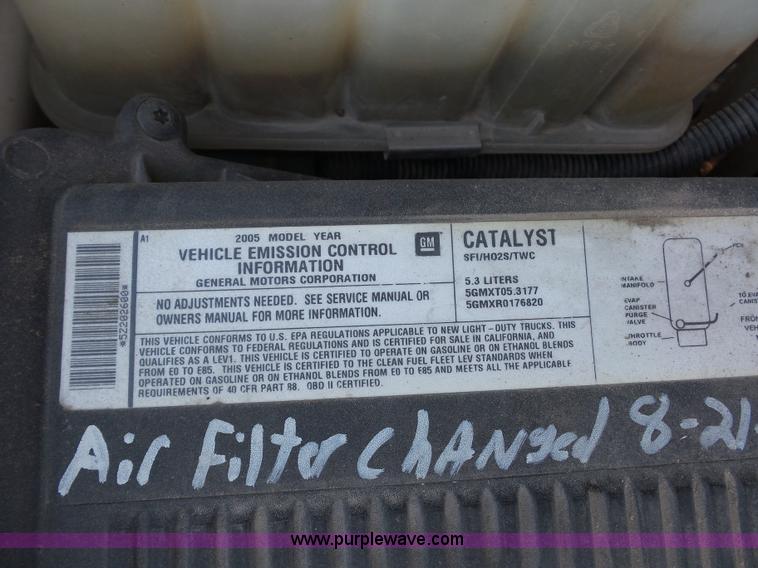 A1
2005 MODEL YEAR
VEHICLE EMISSION CONTROL
INFORMATION
GENERAL MOTORS CORPORATION
GM
NO ADJUSTMENTS NEEDED. SEE SERVICE MANUAL OR
OWNERS MANUAL FOR MORE INFORMATION.
CATALYST
SFI/HO2S/TWC
5.3 LITERS
5GMXT05.3177
5GMXR0176820
THIS VEHICLE CONFORMS TO U.S. EPA REGULATIONS APPLICABLE TO NEW LIGHT-DUTY TRUCKS. THIS
VEHICLE CONFORMS TO FEDERAL REGULATIONS AND IS CERTIFIED FOR SALE IN CALIFORNIA, AND
QUALIFIES AS A LEV1. THIS VEHICLE IS CERTIFIED TO OPERATE ON GASOLINE OR ON ETHANOL BLENDS
FROM E0 TO E85. THIS VEHICLE IS CERTIFIED TO THE CLEAN FUEL FLEET LEV STANDARDS WHEN
OPERATED ON GASOLINE OR ON ETHANOL BLENDS FROM E0 TO E85 AND MEETS ALL THE APPLICABLE
REQUIREMENTS OF 40 CFR PART 88. OBD II CERTIFIED.
*52202600*
INTAKE
MANIFOLD
EVAP
CANISTER
PURGE
VALVE
THROTTLE
BODY
TO E
CANIS
FRO
VEH
Air Filter ChANged 8-21-
www.purplewave.com